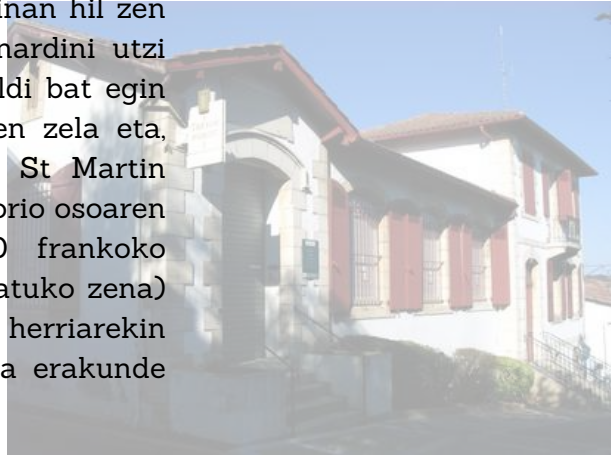 inan hil zen
nardini utzi
ldi bat egin
en zela eta,
St Martin
orio osoaren
0 frankoko
atuko zena)
herriarekin
a erakunde